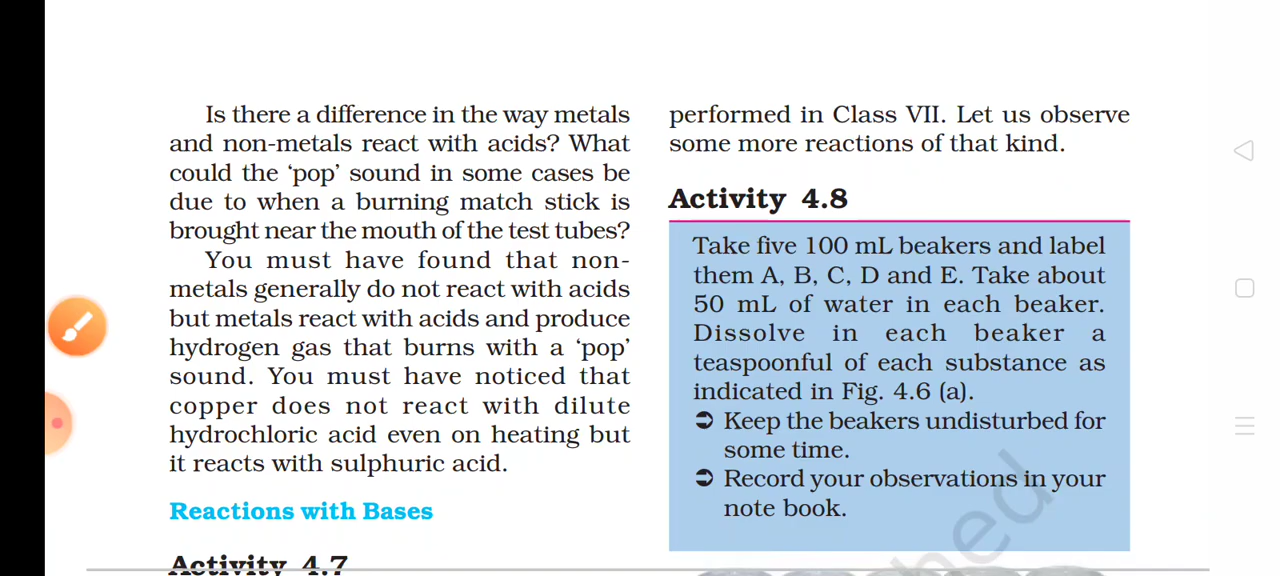 Is there a difference in the way metals
and non-metals react with acids? What
could the ‘pop’ sound in some cases be
due to when a burning match stick is
brought near the mouth of the test tubes?
You must have found that non-
metals generally do not react with acids
but metals react with acids and produce
hydrogen gas that burns with a ‘pop’
sound. You must have noticed that
copper does not react with dilute
hydrochloric acid even on heating but
it reacts with sulphuric acid.
Reactions with Bases
Activity 4.7
performed in Class VII. Let us observe
some more reactions of that kind.
Activity 4.8
Take five 100 mL beakers and label
them A, B, C, D and E. Take about
50 mL of water in each beaker.
Dissolve in each beaker a
teaspoonful of each substance as
indicated in Fig. 4.6 (a).
➲ Keep the beakers undisturbed for
some time.
➲ Record your observations in your
note book.